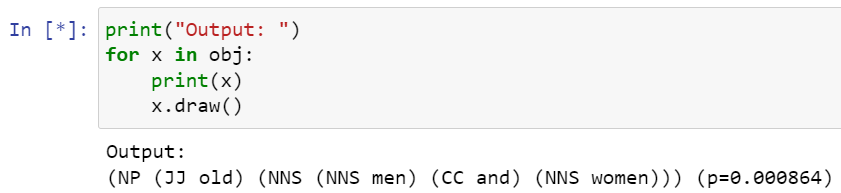 In [*]: print("Output: ")
for x in obj:
    print(x)
    x.draw()
Output:
(NP (JJ old) (NNS (NNS men) (CC and) (NNS women))) (p=0.000864)